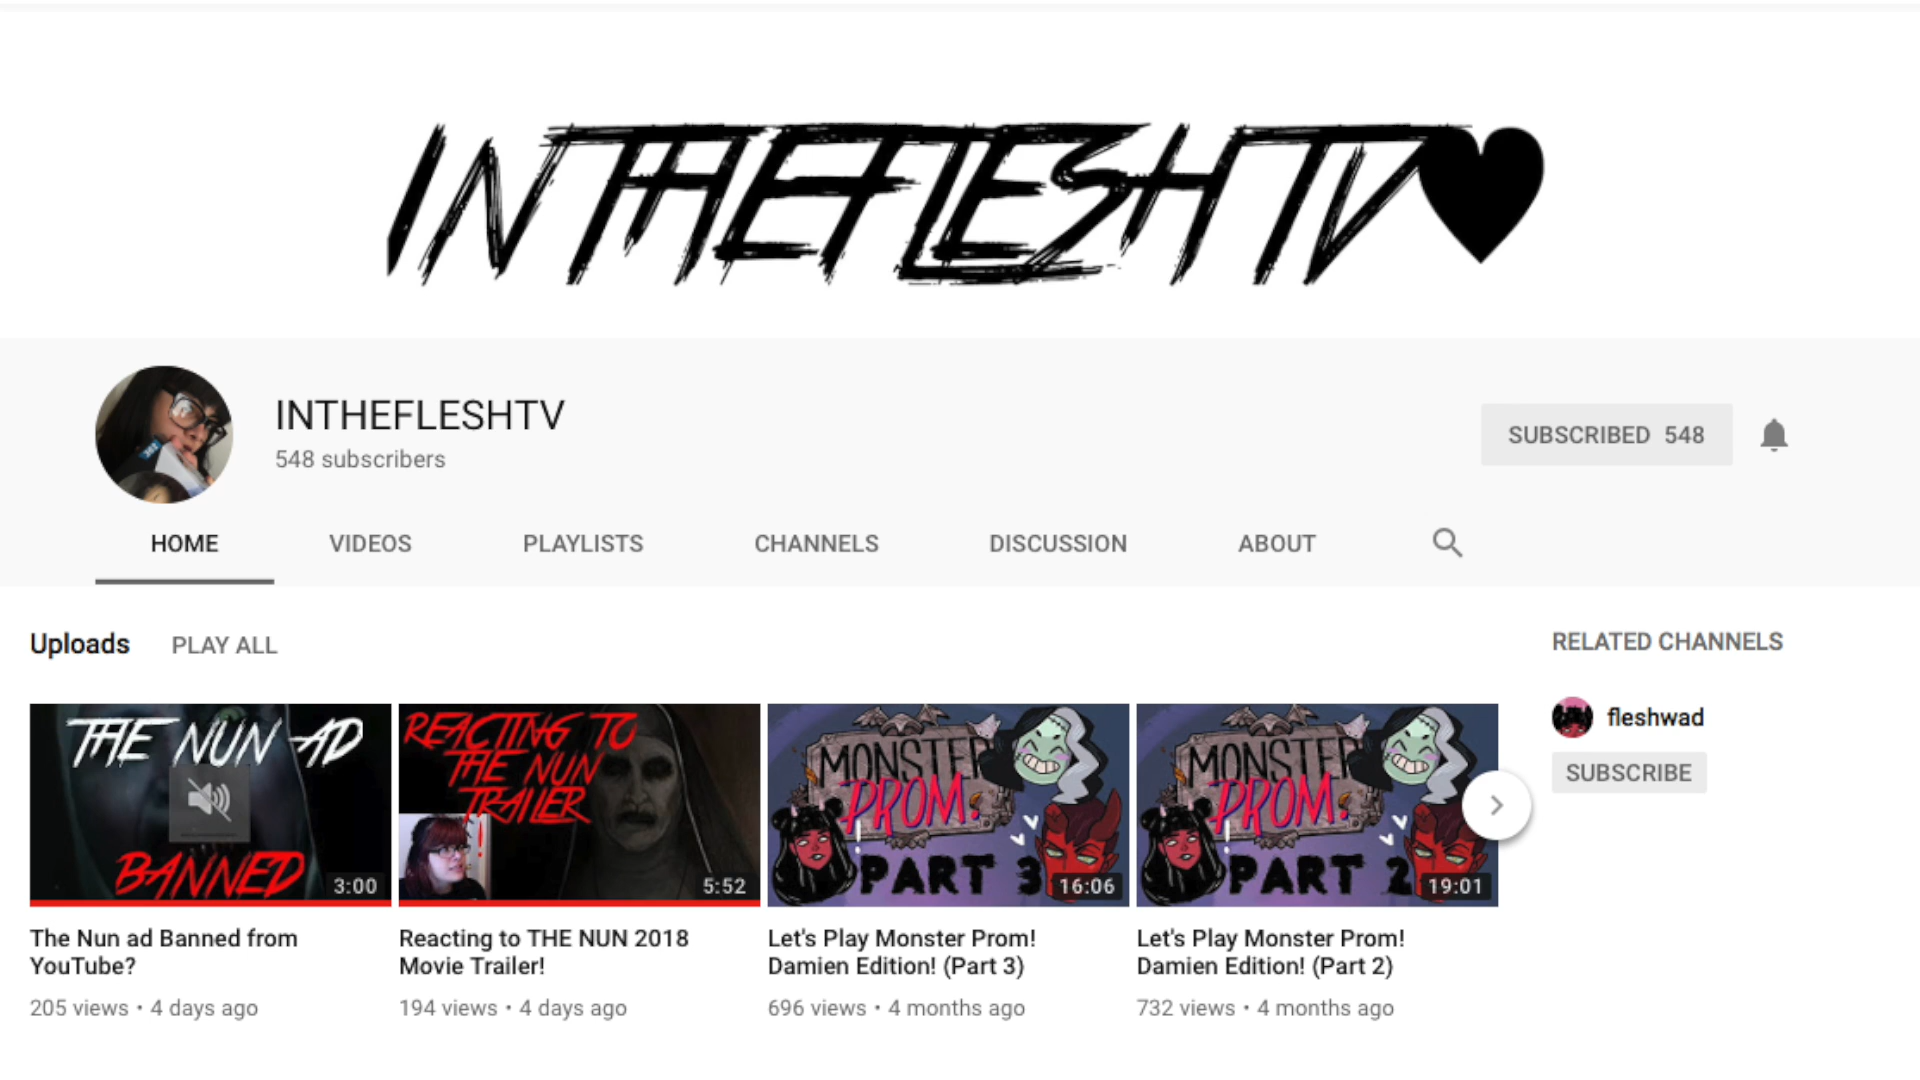 INTHEFLESHTV
INTHEFLESHTV
548 subscribers
SUBSCRIBED 548
HOME VIDEOS PLAYLISTS CHANNELS DISCUSSION ABOUT
Uploads PLAY ALL
RELATED CHANNELS
THE NUN AD
BANNED
3:00
REACTING TO
THE NUN
TRAILER!
5:52
MONSTER
PROM!
PART 3
16:06
MONSTER
PROM!
PART 2
19:01
fleshwad
SUBSCRIBE
The Nun ad Banned from
YouTube?
205 views • 4 days ago
Reacting to THE NUN 2018
Movie Trailer!
194 views • 4 days ago
Let's Play Monster Prom!
Damien Edition! (Part 3)
696 views • 4 months ago
Let's Play Monster Prom!
Damien Edition! (Part 2)
732 views • 4 months ago